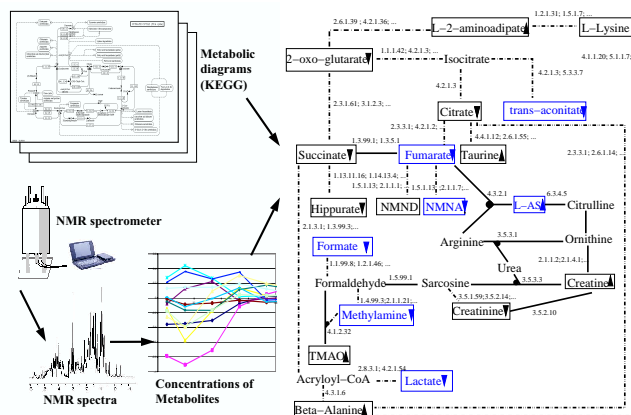 Metabolic
diagrams
(KEGG)
NMR spectrometer
NMR spectra
Concentrations of
Metabolites
2.6.1.39 ; 4.2.1.36, ...
L-2-aminoadipate
1.2.1.31; 1.5.1.7; ...
L-Lysine
2-oxo-glutarate
1.1.1.42; 4.2.1.3; ...
Isocitrate
4.1.1.20; 5.1.1.7;
4.2.1.3; 5.3.3.7
4.2.1.3
Citrate
trans-aconitate
2.3.1.61; 3.1.2.3; ...
2.3.3.1; 4.2.1.2;
4.4.1.12; 2.6.1.55, ...
1.3.99.1; 1.3.5.1
2.3.3.1; 2.6.1.14, ...
Succinate
Fumarate
Taurine
1.13.11.16; 1.14.13.4; ...
1.5.1.13; 2.1.1.1; ...
1.5.1.13; 2.1.1.7; ...
4.3.2.1
6.3.4.5
Hippurate
NMND
NMNA
L-AS
Citrulline
2.1.3.1; 1.3.99.3; ...
Formate
Arginine
3.5.3.1
Ornithine
1.1.99.8; 1.2.1.46; ...
Urea
2.1.1.2; 2.1.4.1; ...
Formaldehyde
1.5.99.1
Sarcosine
3.5.3.3
Creatine
1.4.99.3; 2.1.1.21; ...
3.5.1.59; 3.5.2.14; ...
Methylamine
Creatinine
3.5.2.10
4.1.2.32
TMAO
2.8.3.1; 4.2.1.54
Acryloyl-CoA
Lactate
4.3.1.6
Beta-Alanine